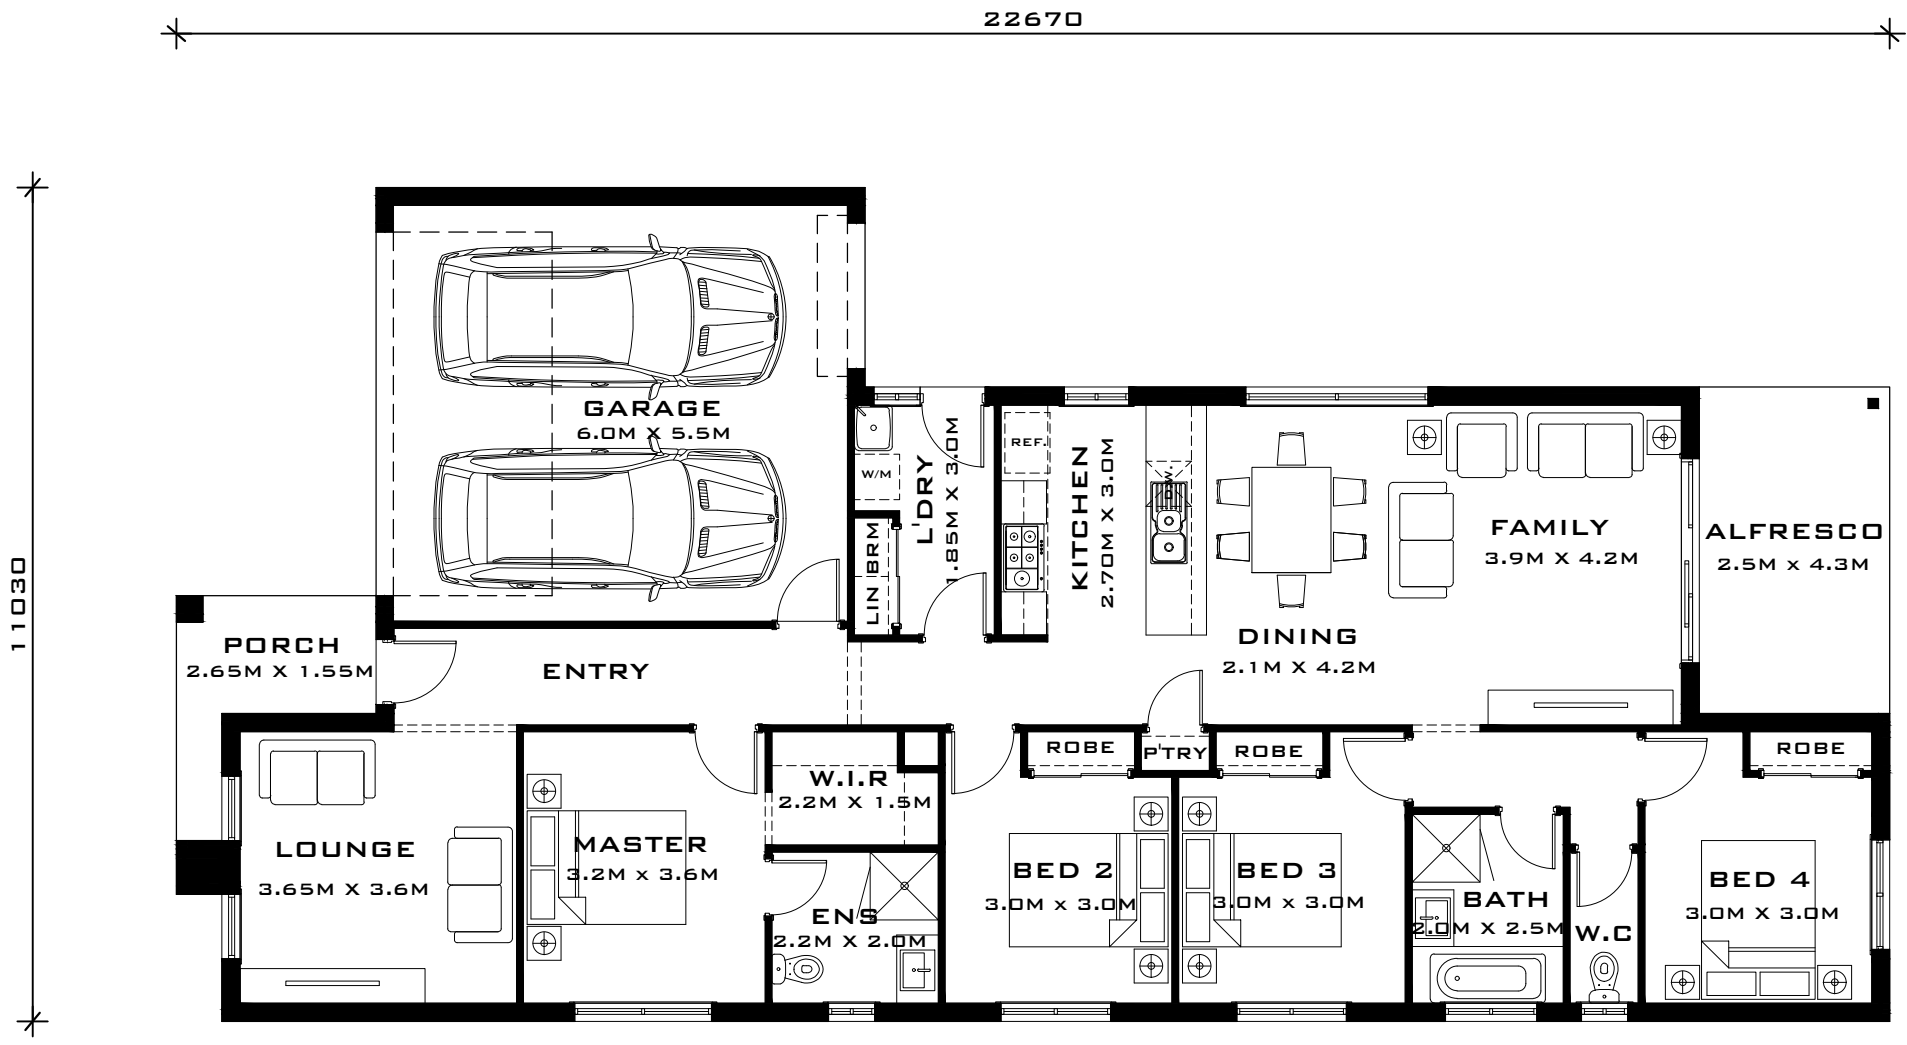 22670
11030
GARAGE
6.0M X 5.5M
PORCH
2.65M X 1.55M
ENTRY
W/M
LIN BRM
L'DRY
1.85M X 3.0M
REF.
KITCHEN
2.70M X 3.0M
D.W.
DINING
2.1M X 4.2M
FAMILY
3.9M X 4.2M
ALFRESCO
2.5M x 4.3M
LOUNGE
3.65M X 3.6M
MASTER
3.2M x 3.6M
W.I.R
2.2M X 1.5M
ENS
2.2M X 2.0M
ROBE
BED 2
3.0M x 3.0M
P'TRY
ROBE
BED 3
3.0M x 3.0M
BATH
2.0M X 2.5M
W.C
ROBE
BED 4
3.0M X 3.0M